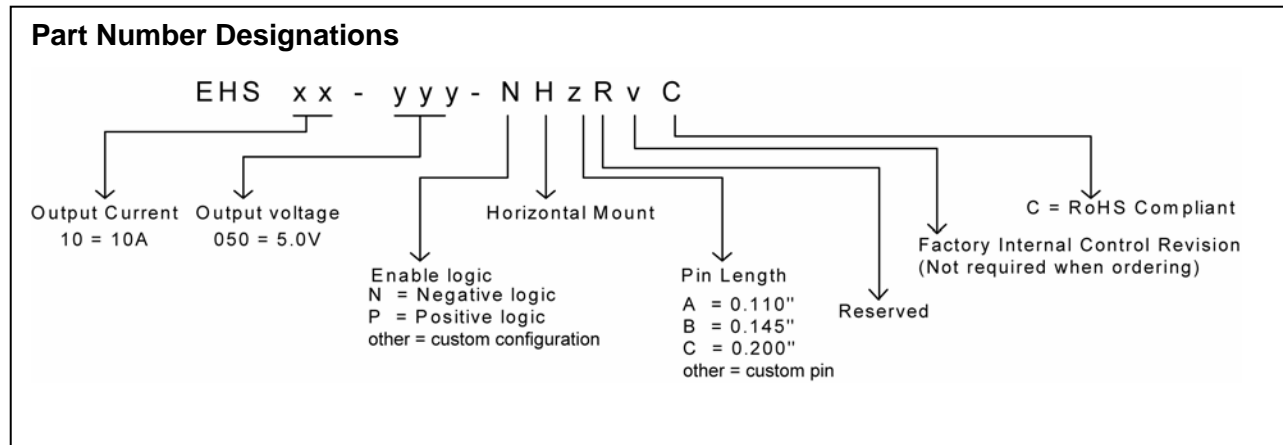 Part Number Designations
EHS xx - yyy - N H z R v C
Output Current
10 = 10A
Output voltage
050 = 5.0V
Enable logic
N = Negative logic
P = Positive logic
other = custom configuration
Horizontal Mount
Pin Length
A = 0.110"
B = 0.145"
C = 0.200"
other = custom pin
Reserved
Factory Internal Control Revision
(Not required when ordering)
C = RoHS Compliant